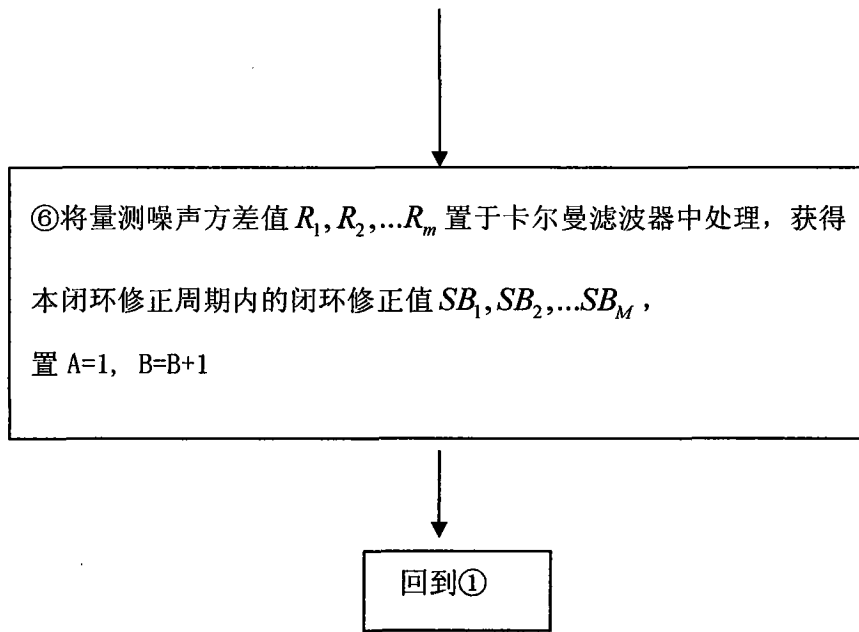 ⑥将量测噪声方差值 R₁, R₂,...Rₘ 置于卡尔曼滤波器中处理，获得
本闭环修正周期内的闭环修正值 SB₁, SB₂,...SB_M ，
置 A=1, B=B+1
回到①